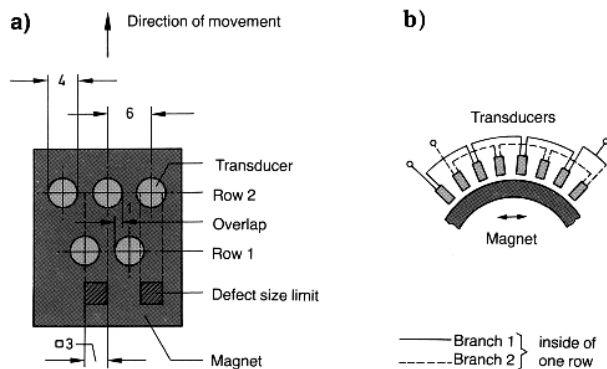 a)
Direction of movement
4
6
Transducer
Row 2
1
Overlap
Row 1
Defect size limit
□3
Magnet
b)
Transducers
Magnet
Branch 1
Branch 2
inside of
one row